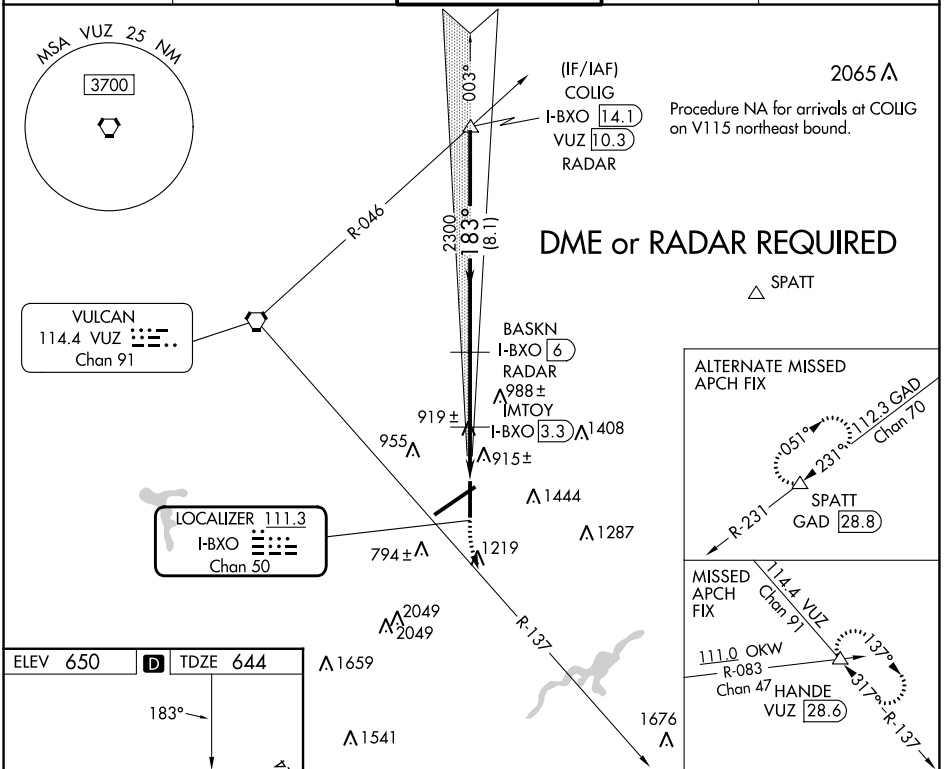 MSA VUZ 25 NM
3700
003°
(IF/IAF)
COLIG
I-BXO 14.1
VUZ 10.3
RADAR
2065
Procedure NA for arrivals at COLIG
on V115 northeast bound.
R-046
2300
183°
(8.1)
DME or RADAR REQUIRED
SPATT
VULCAN
114.4 VUZ
Chan 91
BASKN
I-BXO 6
RADAR
988±
IMTOY
I-BXO 3.3
919±
1408
955
915±
1444
1287
LOCALIZER 111.3
I-BXO
Chan 50
794±
1219
2049
2049
R-137
1659
1541
1676
ALTERNATE MISSED
APCH FIX
112.3 GAD
Chan 70
051°
231°
SPATT
GAD 28.8
R-231
MISSED
APCH
FIX
114.4 VUZ
Chan 91
111.0 OKW
R-083
Chan 47
137°
317°
HANDE
VUZ 28.6
R-137
ELEV 650
D
TDZE 644
183°